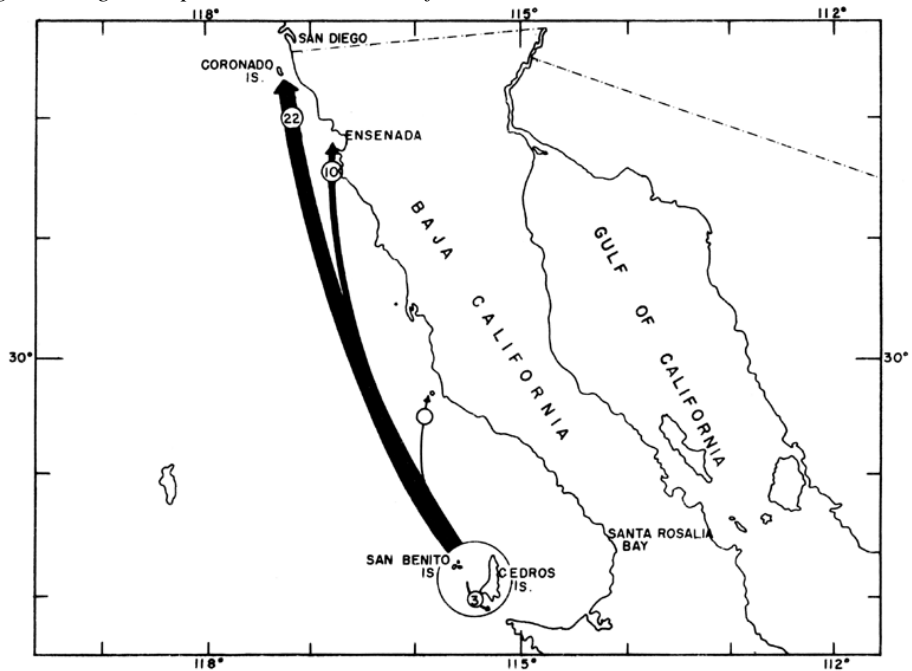 118°
115°
112°
SAN DIEGO
CORONADO
IS.
22
ENSENADA
10
BAJA
CALIFORNIA
GULF
OF
CALIFORNIA
30°
30°
SANTA ROSALIA
BAY
SAN BENITO
IS
CEDROS
IS.
3
118°
115°
112°